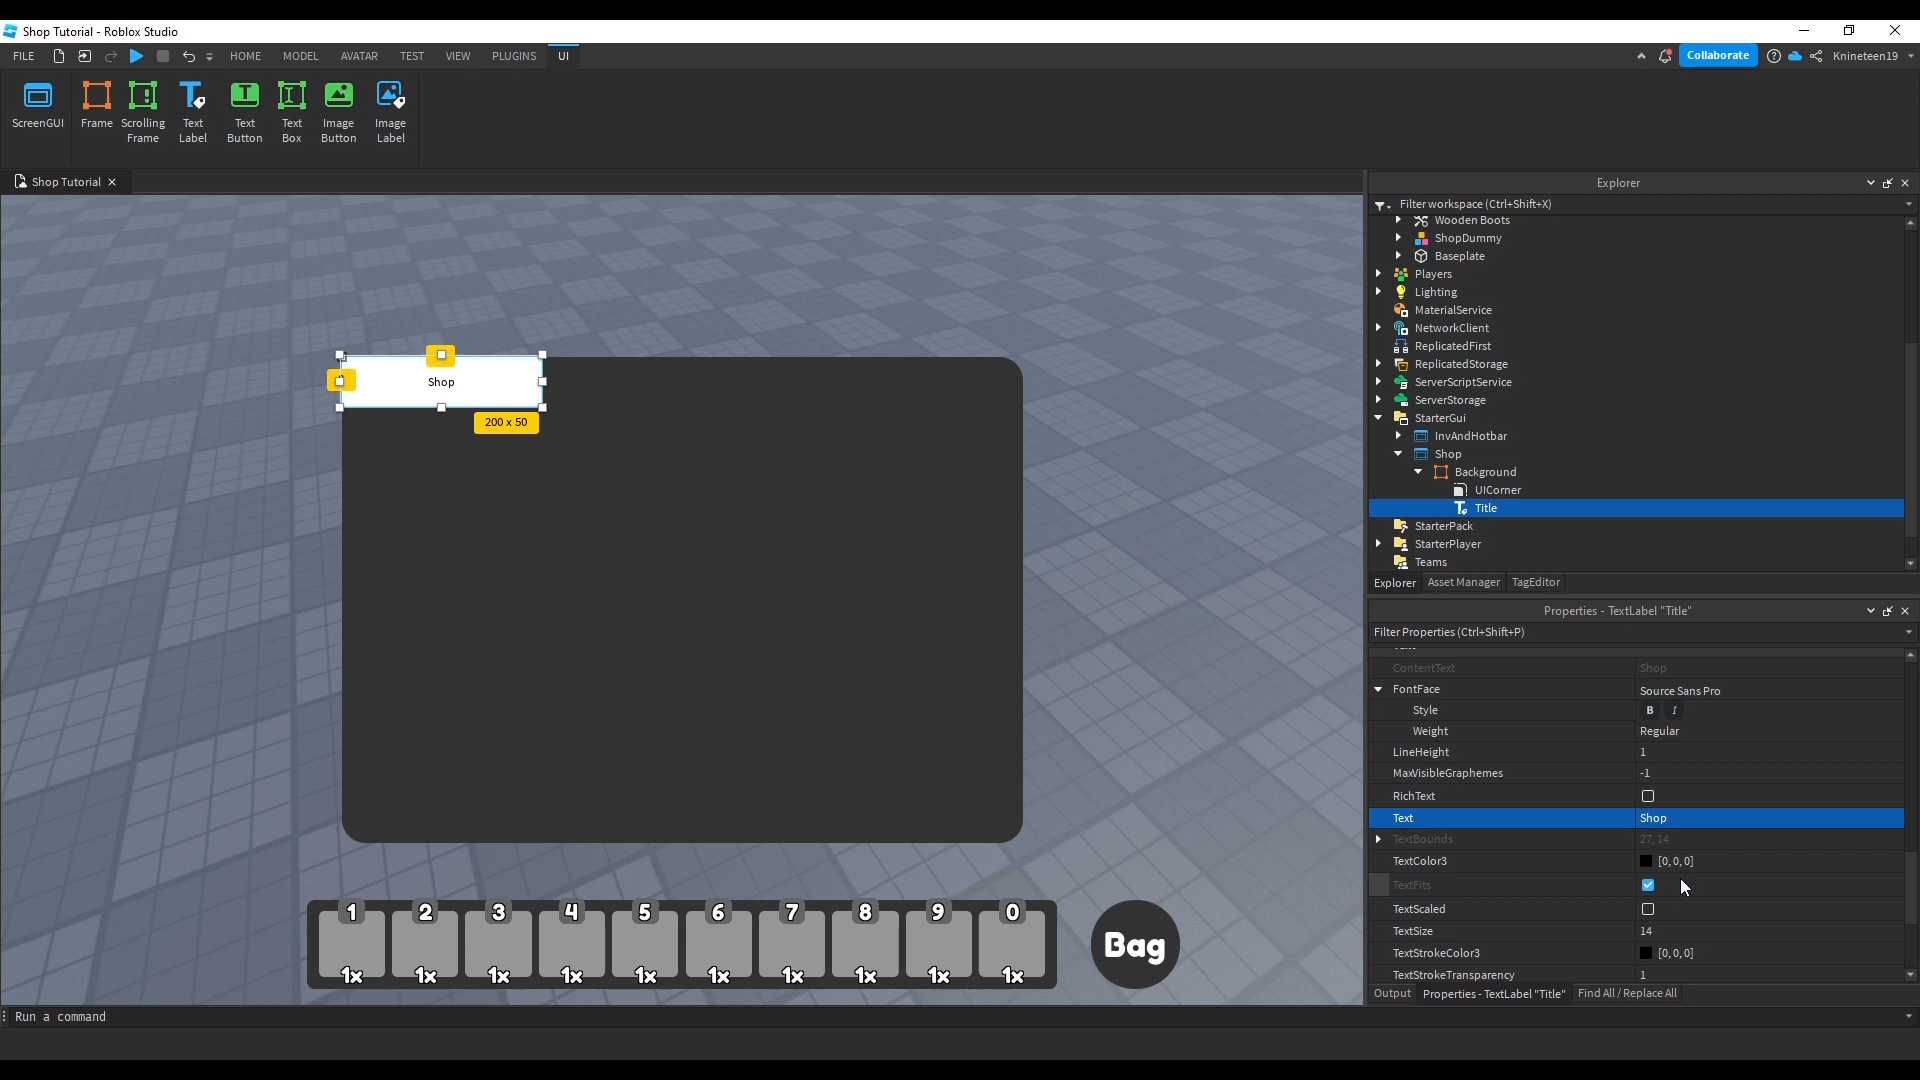 Shop Tutorial - Roblox Studio
FILE HOME MODEL AVATAR TEST VIEW PLUGINS UI Collaborate Knineteen19
ScreenGUI Frame Scrolling Frame Text Label Text Button Text Box Image Button Image Label
Shop Tutorial
Shop
200 x 50
1 2 3 4 5 6 7 8 9 0
1x 1x 1x 1x 1x 1x 1x 1x 1x 1x
Bag
Explorer
Filter workspace (Ctrl+Shift+X)
Wooden Boots
ShopDummy
Baseplate
Players
Lighting
MaterialService
NetworkClient
ReplicatedFirst
ReplicatedStorage
ServerScriptService
ServerStorage
StarterGui
InvAndHotbar
Shop
Background
UICorner
Title
StarterPack
StarterPlayer
Teams
Explorer Asset Manager TagEditor
Properties - TextLabel "Title"
Filter Properties (Ctrl+Shift+P)
ContentText Shop
FontFace Source Sans Pro
Style B I
Weight Regular
LineHeight 1
MaxVisibleGraphemes -1
RichText
Text Shop
TextBounds 27, 14
TextColor3 [0, 0, 0]
TextFits
TextScaled
TextSize 14
TextStrokeColor3 [0, 0, 0]
TextStrokeTransparency 1
Output Properties - TextLabel "Title" Find All / Replace All
Run a command